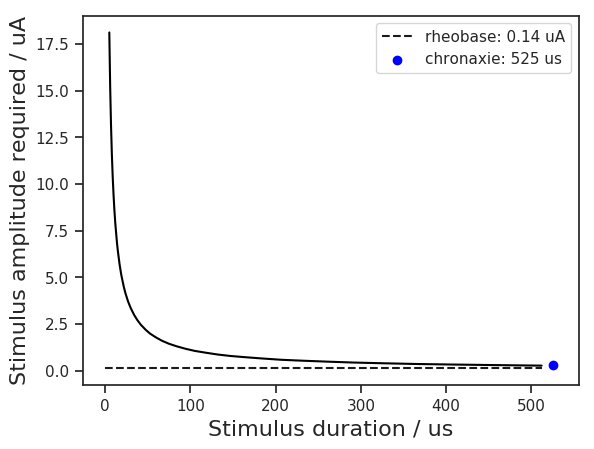 rheobase: 0.14 uA
chronaxie: 525 us
Stimulus amplitude required / uA
17.5
15.0
12.5
10.0
7.5
5.0
2.5
0.0
0 100 200 300 400 500
Stimulus duration / us